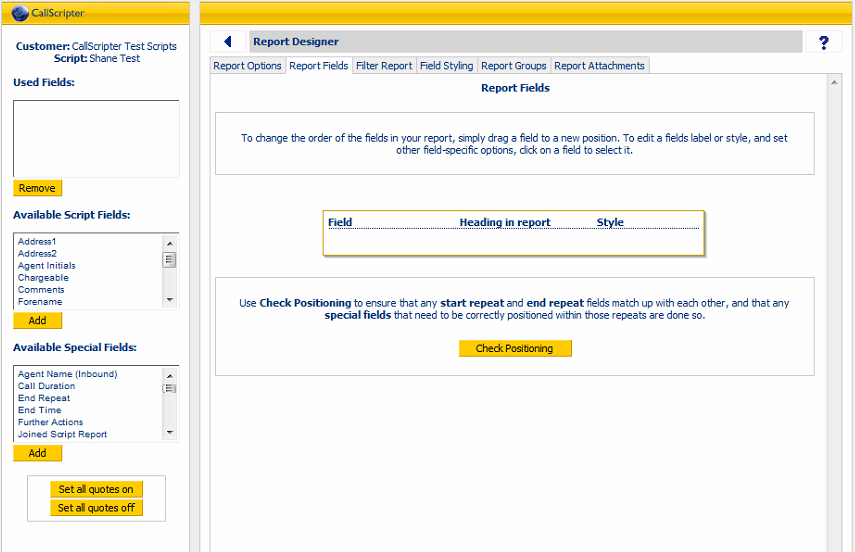 CallScripter
Customer: CallScripter Test Scripts
Script: Shane Test
Used Fields:
Remove
Available Script Fields:
Address1
Address2
Agent Initials
Chargeable
Comments
Forename
Add
Available Special Fields:
Agent Name (Inbound)
Call Duration
End Repeat
End Time
Further Actions
Joined Script Report
Add
Set all quotes on
Set all quotes off
Report Designer
?
Report Options Report Fields Filter Report Field Styling Report Groups Report Attachments
Report Fields
To change the order of the fields in your report, simply drag a field to a new position. To edit a fields label or style, and set
other field-specific options, click on a field to select it.
Field Heading in report Style
Use Check Positioning to ensure that any start repeat and end repeat fields match up with each other, and that any
special fields that need to be correctly positioned within those repeats are done so.
Check Positioning